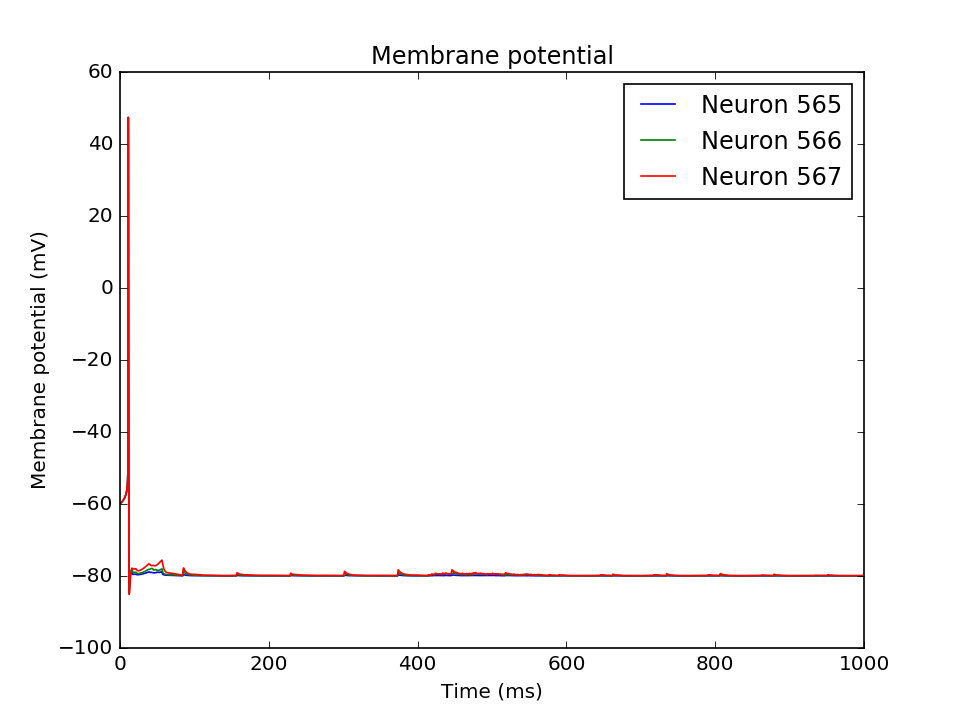 Membrane potential
60
40
20
0
−20
−40
−60
−80
−100
Membrane potential (mV)
Neuron 565
Neuron 566
Neuron 567
0 200 400 600 800 1000
Time (ms)